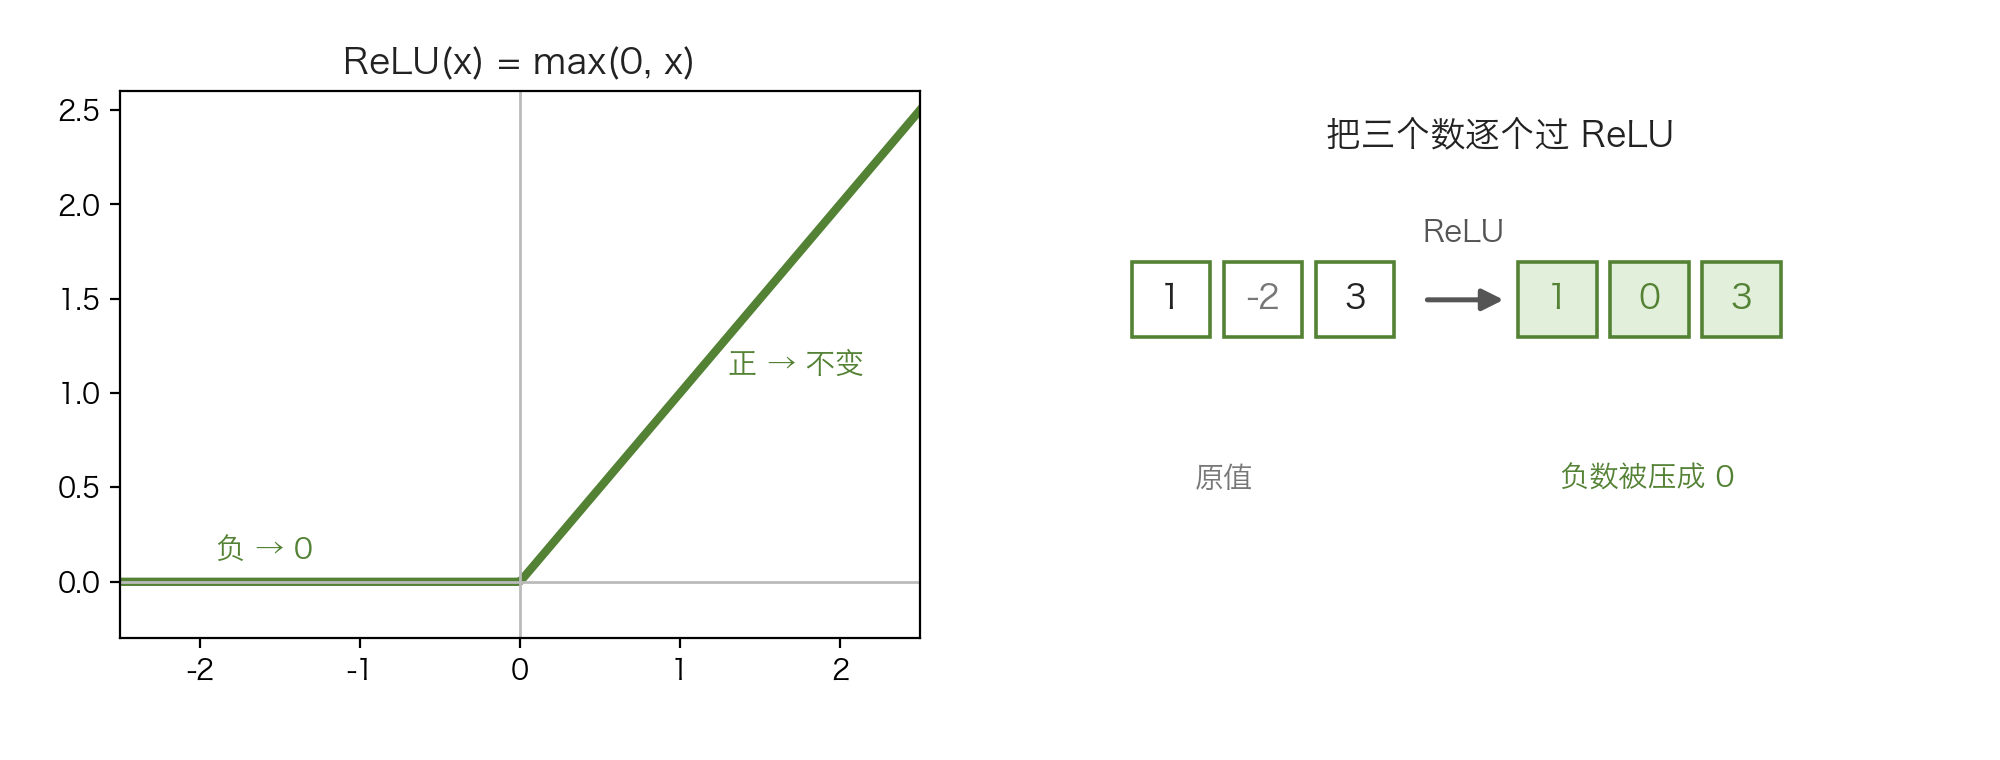 ReLU(x) = max(0, x)
2.5
2.0
1.5
1.0
0.5
0.0
正 → 不变
负 → 0
-2 -1 0 1 2
把三个数逐个过 ReLU
ReLU
1 -2 3 1 0 3
原值 负数被压成 0